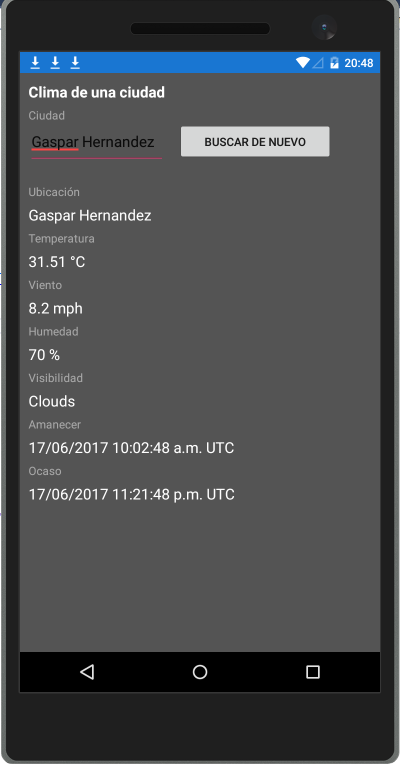 20:48
Clima de una ciudad
Ciudad
Gaspar Hernandez
BUSCAR DE NUEVO
Ubicación
Gaspar Hernandez
Temperatura
31.51 °C
Viento
8.2 mph
Humedad
70 %
Visibilidad
Clouds
Amanecer
17/06/2017 10:02:48 a.m. UTC
Ocaso
17/06/2017 11:21:48 p.m. UTC